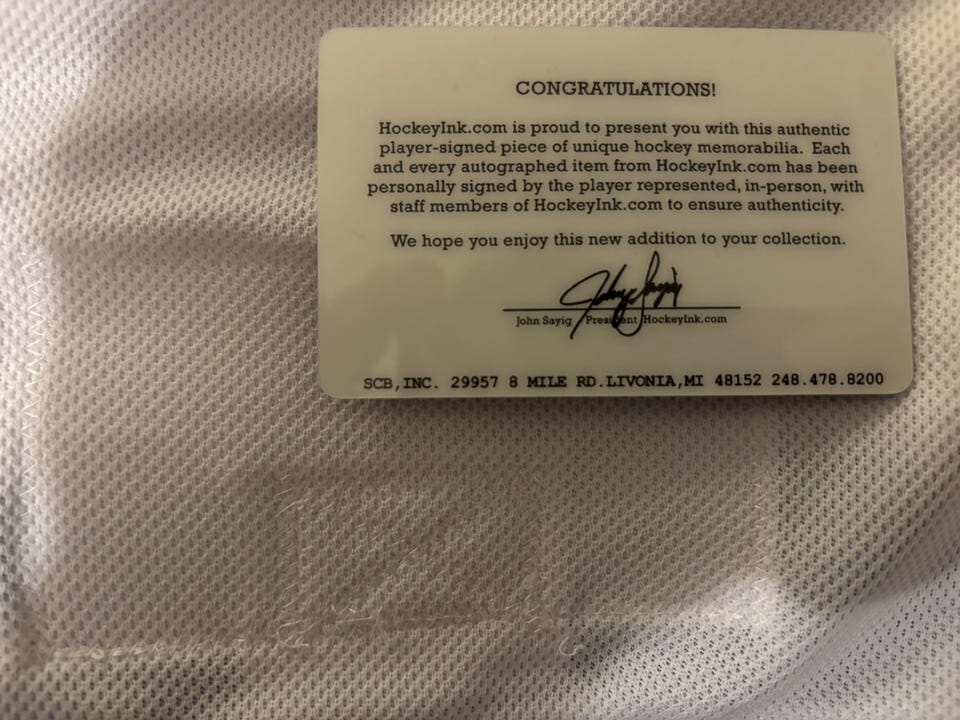 CONGRATULATIONS!
HockeyInk.com is proud to present you with this authentic
player-signed piece of unique hockey memorabilia. Each
and every autographed item from HockeyInk.com has been
personally signed by the player represented, in-person, with
staff members of HockeyInk.com to ensure authenticity.
We hope you enjoy this new addition to your collection.
John Sayig
John Sayig President HockeyInk.com
SCB,INC. 29957 8 MILE RD.LIVONIA,MI 48152 248.478.8200